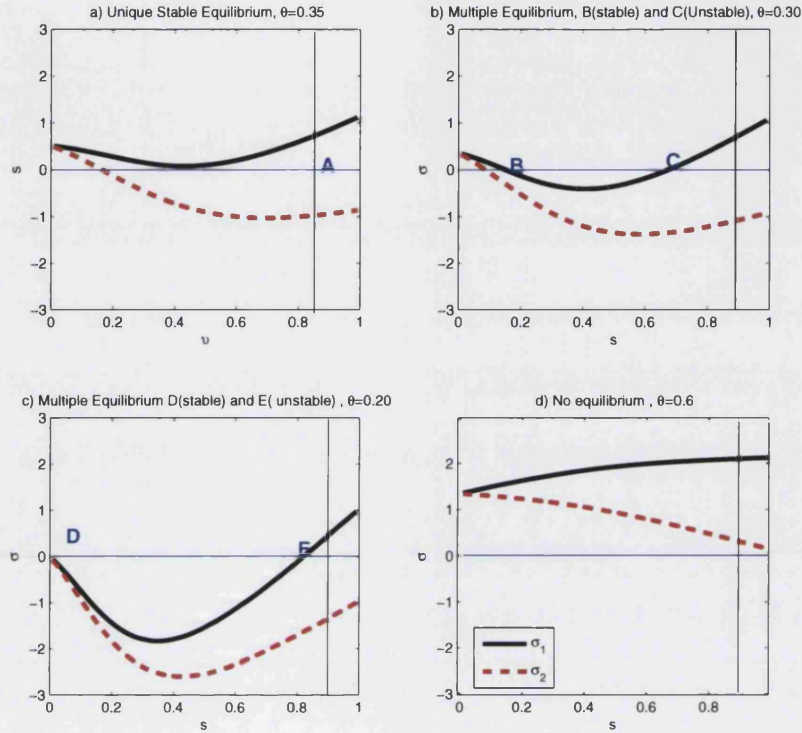 a) Unique Stable Equilibrium, θ=0.35
3
2
1
0
−1
−2
−3
s
A
0 0.2 0.4 0.6 0.8 1
υ
b) Multiple Equilibrium, B(stable) and C(Unstable), θ=0.30
3
2
1
0
−1
−2
−3
σ
B C
0 0.2 0.4 0.6 0.8 1
s
c) Multiple Equilibrium D(stable) and E( unstable) , θ=0.20
3
2
1
0
−1
−2
−3
σ
D
E
0 0.2 0.4 0.6 0.8 1
s
d) No equilibrium , θ=0.6
2
1
0
−1
−2
−3
σ
σ1
σ2
0 0.2 0.4 0.6 0.8
s